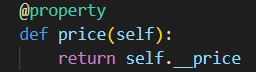 @property
def price(self):
    return self.__price